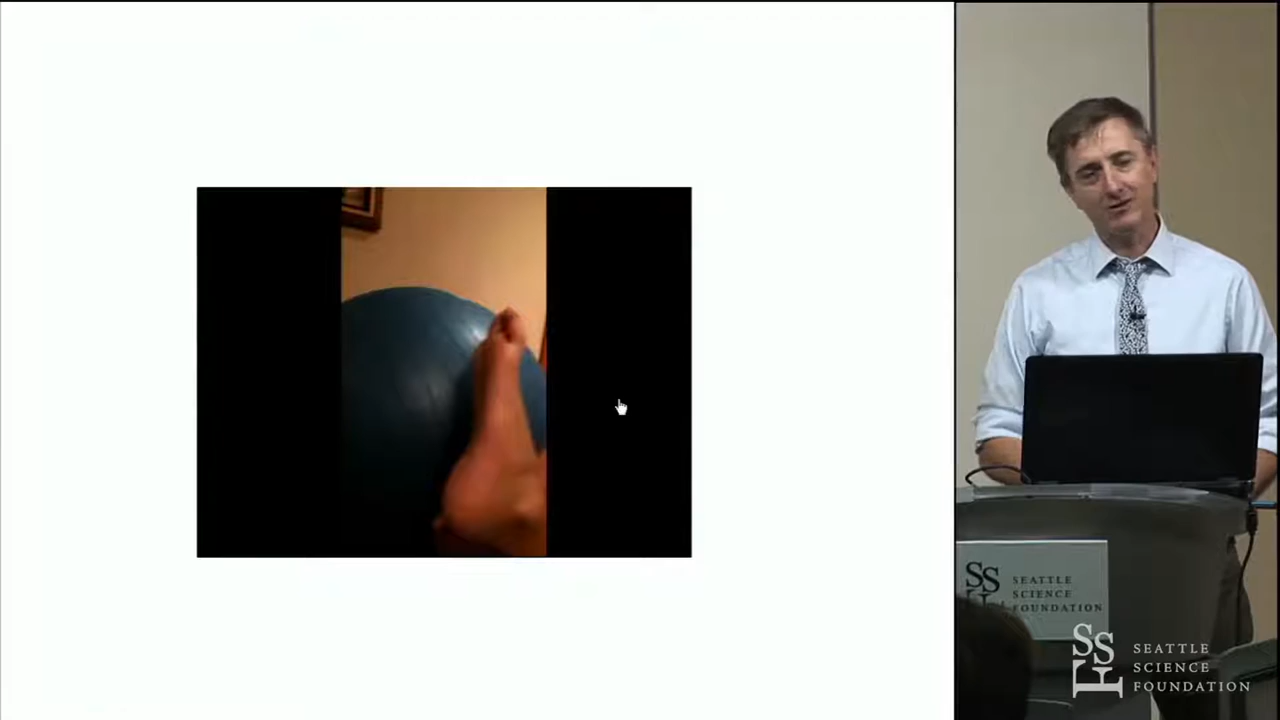 SS
F
SEATTLE
SCIENCE
FOUNDATION
SS
F
SEATTLE
SCIENCE
FOUNDATION